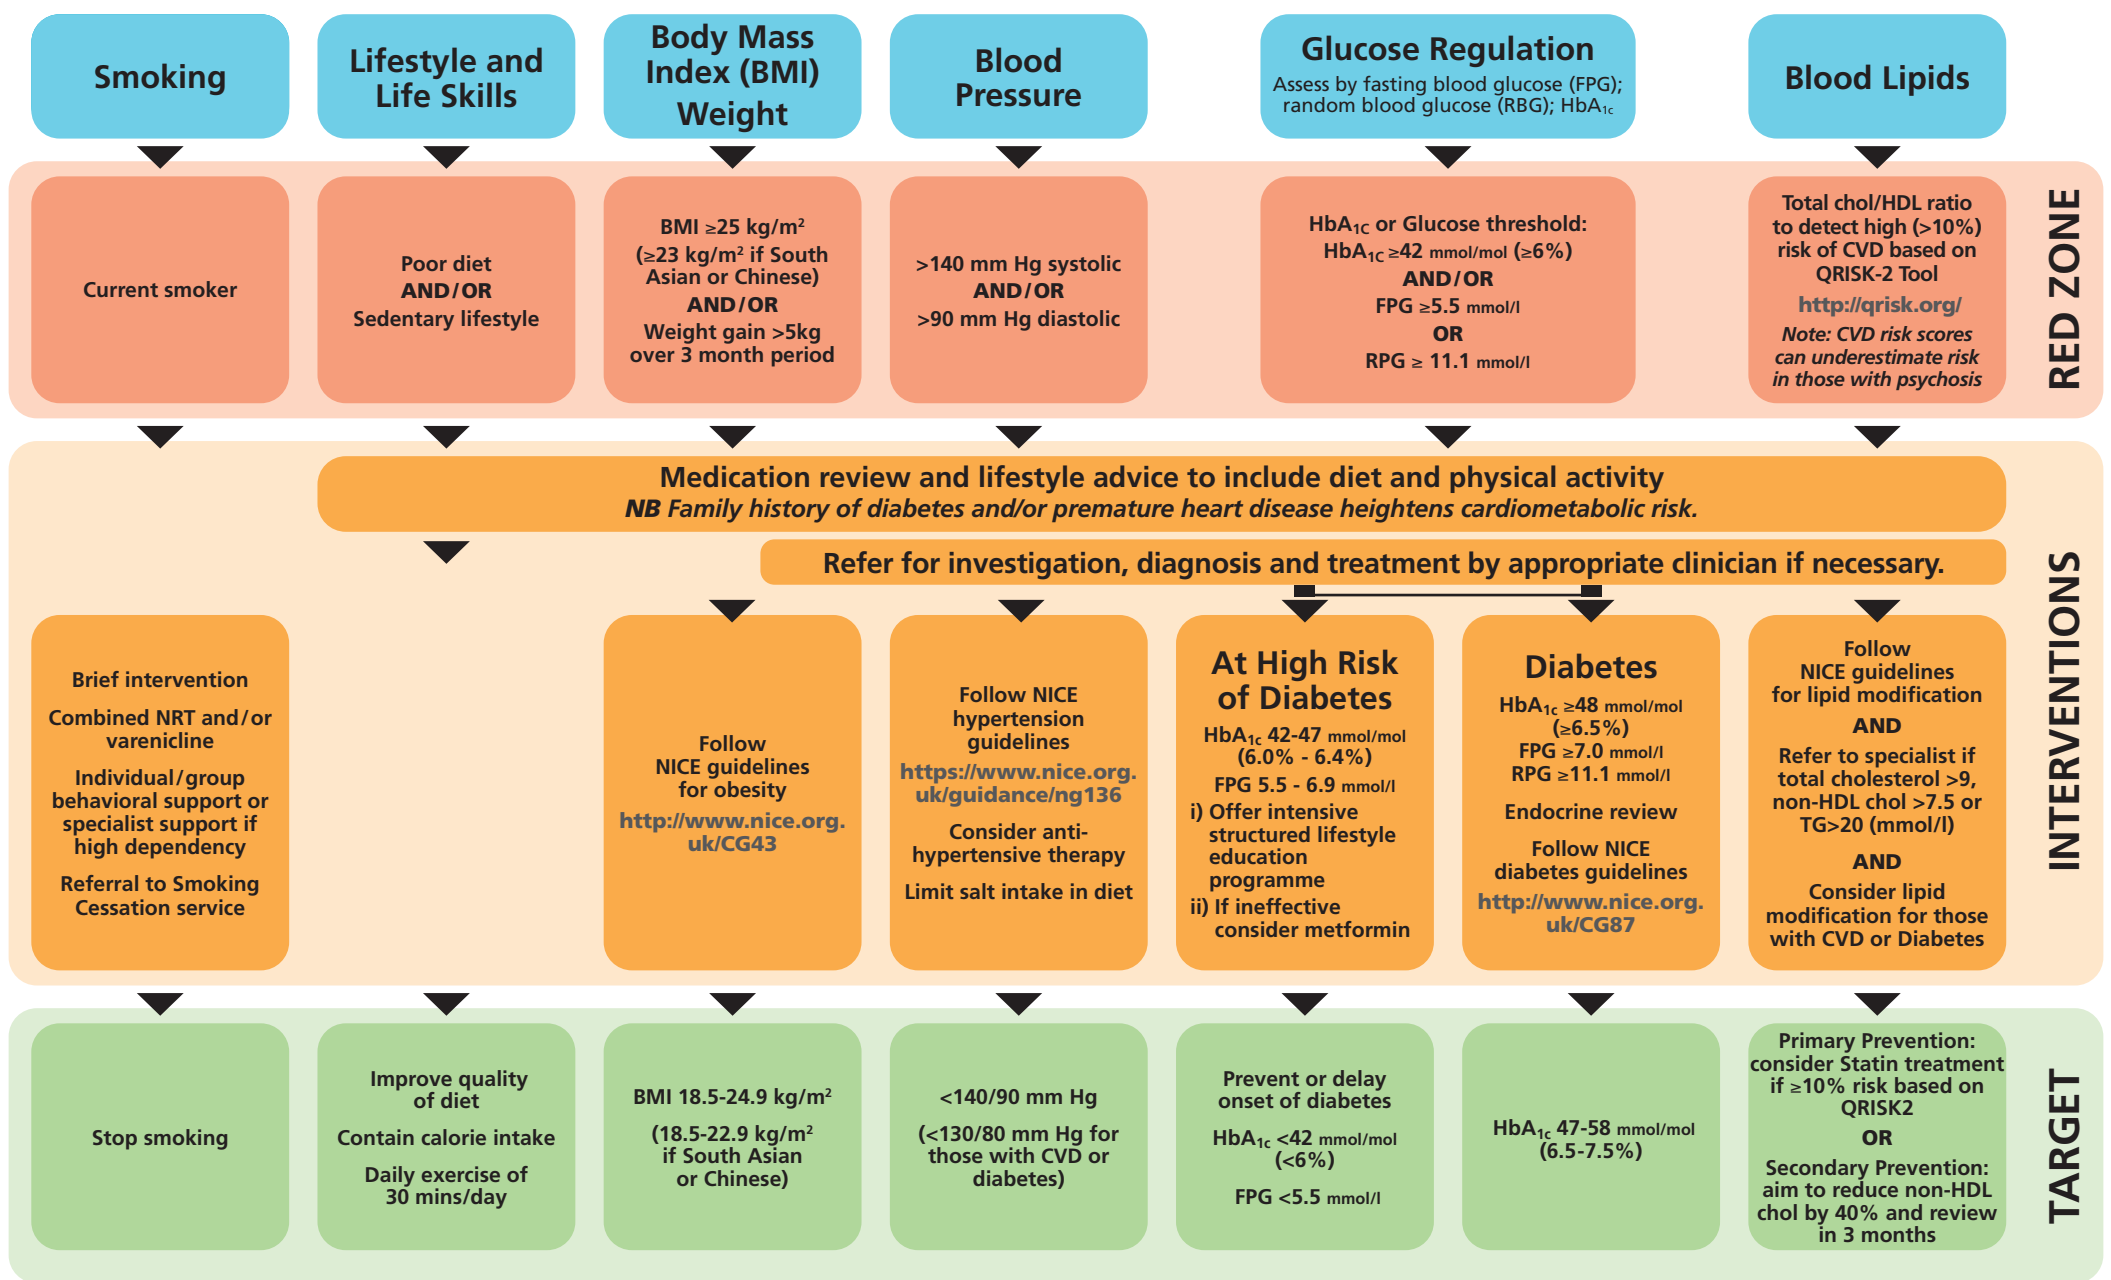 Smoking
Lifestyle and
Life Skills
Body Mass
Index (BMI)
Weight
Blood
Pressure
Glucose Regulation
Assess by fasting blood glucose (FPG);
random blood glucose (RBG); HbA1c
Blood Lipids
RED ZONE
Current smoker
Poor diet
AND/OR
Sedentary lifestyle
BMI ≥25 kg/m²
(≥23 kg/m² if South
Asian or Chinese)
AND/OR
Weight gain >5kg
over 3 month period
>140 mm Hg systolic
AND/OR
>90 mm Hg diastolic
HbA1C or Glucose threshold:
HbA1C ≥42 mmol/mol (≥6%)
AND/OR
FPG ≥5.5 mmol/l
OR
RPG ≥ 11.1 mmol/l
Total chol/HDL ratio
to detect high (>10%)
risk of CVD based on
QRISK-2 Tool
http://qrisk.org/
Note: CVD risk scores
can underestimate risk
in those with psychosis
INTERVENTIONS
Medication review and lifestyle advice to include diet and physical activity
NB Family history of diabetes and/or premature heart disease heightens cardiometabolic risk.
Refer for investigation, diagnosis and treatment by appropriate clinician if necessary.
Brief intervention
Combined NRT and/or
varenicline
Individual/group
behavioral support or
specialist support if
high dependency
Referral to Smoking
Cessation service
Follow
NICE guidelines
for obesity
http://www.nice.org.
uk/CG43
Follow NICE
hypertension
guidelines
https://www.nice.org.
uk/guidance/ng136
Consider anti-
hypertensive therapy
Limit salt intake in diet
At High Risk
of Diabetes
HbA1c 42-47 mmol/mol
(6.0% - 6.4%)
FPG 5.5 - 6.9 mmol/l
i) Offer intensive
structured lifestyle
education
programme
ii) If ineffective
consider metformin
Diabetes
HbA1c ≥48 mmol/mol
(≥6.5%)
FPG ≥7.0 mmol/l
RPG ≥11.1 mmol/l
Endocrine review
Follow NICE
diabetes guidelines
http://www.nice.org.
uk/CG87
Follow
NICE guidelines
for lipid modification
AND
Refer to specialist if
total cholesterol >9,
non-HDL chol >7.5 or
TG>20 (mmol/l)
AND
Consider lipid
modification for those
with CVD or Diabetes
TARGET
Stop smoking
Improve quality
of diet
Contain calorie intake
Daily exercise of
30 mins/day
BMI 18.5-24.9 kg/m²
(18.5-22.9 kg/m²
if South Asian
or Chinese)
<140/90 mm Hg
(<130/80 mm Hg for
those with CVD or
diabetes)
Prevent or delay
onset of diabetes
HbA1c <42 mmol/mol
(<6%)
FPG <5.5 mmol/l
HbA1c 47-58 mmol/mol
(6.5-7.5%)
Primary Prevention:
consider Statin treatment
if ≥10% risk based on
QRISK2
OR
Secondary Prevention:
aim to reduce non-HDL
chol by 40% and review
in 3 months